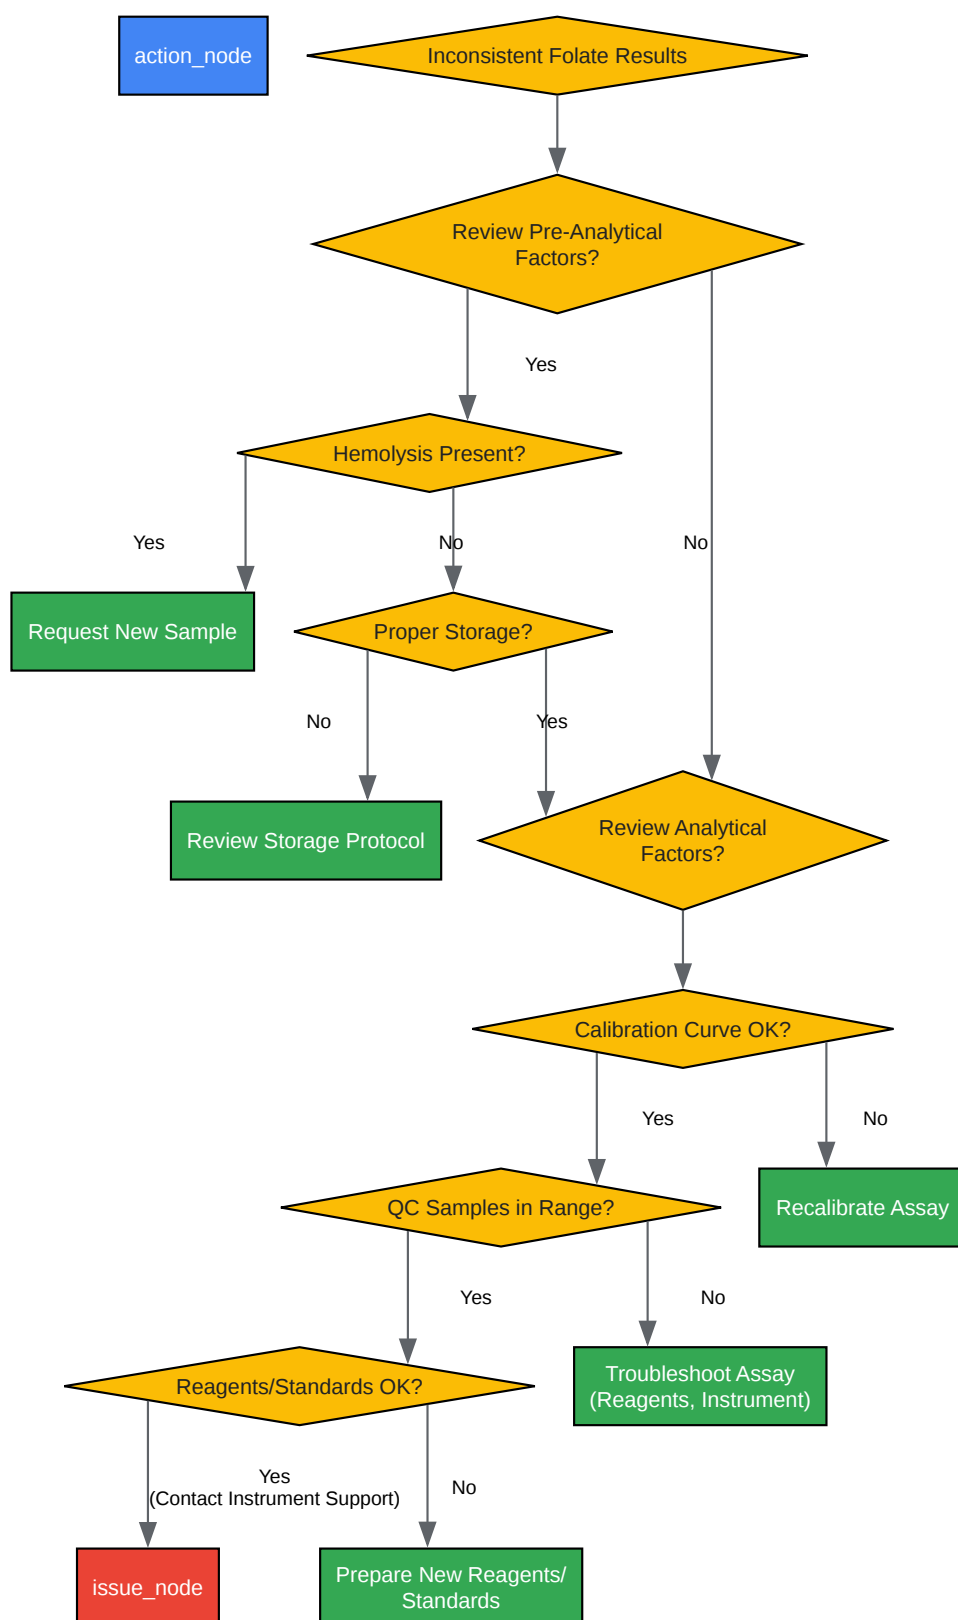 action_node
Inconsistent Folate Results
Review Pre-Analytical
Factors?
Yes
Hemolysis Present?
Yes
No
No
Request New Sample
Proper Storage?
No
Yes
Review Storage Protocol
Review Analytical
Factors?
Calibration Curve OK?
Yes
No
QC Samples in Range?
Recalibrate Assay
Yes
No
Reagents/Standards OK?
Troubleshoot Assay
(Reagents, Instrument)
Yes
(Contact Instrument Support)
No
issue_node
Prepare New Reagents/
Standards